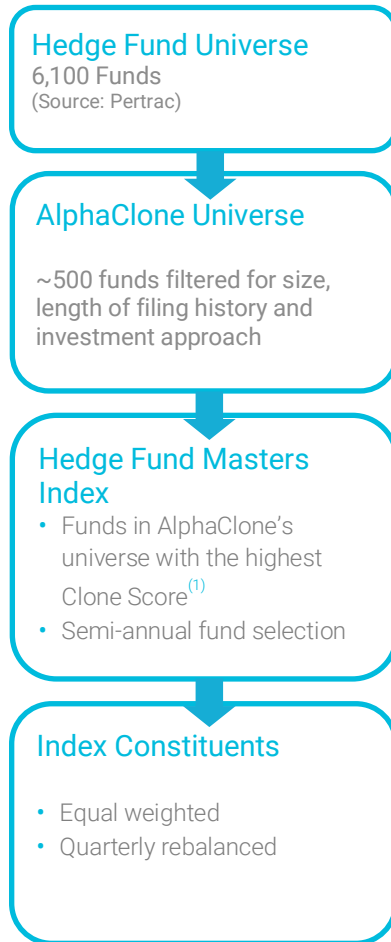 Hedge Fund Universe
6,100 Funds
(Source: Pertrac)
AlphaClone Universe
~500 funds filtered for size,
length of filing history and
investment approach
Hedge Fund Masters
Index
• Funds in AlphaClone's
universe with the highest
Clone Score(1)
• Semi-annual fund selection
Index Constituents
• Equal weighted
• Quarterly rebalanced